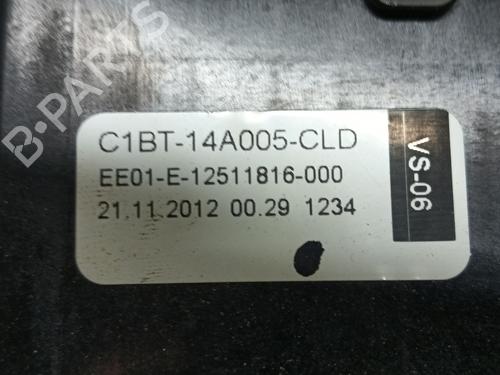 C1BT-14A005-CLD
EE01-E-12511816-000
21.11.2012 00.29 1234
VS-06
B-PARTS